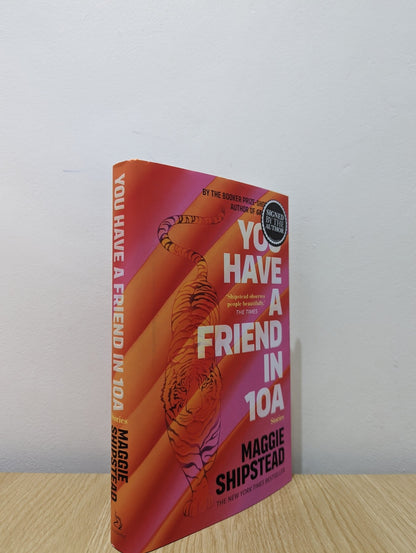 YOU HAVE A FRIEND IN 10A
Stories
MAGGIE
SHIPSTEAD
BY THE BOOKER PRIZE-
AUTHOR OF
SIGNED
BY THE
AUTHOR
YOU
HAVE
A
FRIEND
IN
10A
'Shipstead observes
people beautifully'
THE TIMES
Stories
MAGGIE
SHIPSTEAD
THE NEW YORK TIMES BESTSELLER